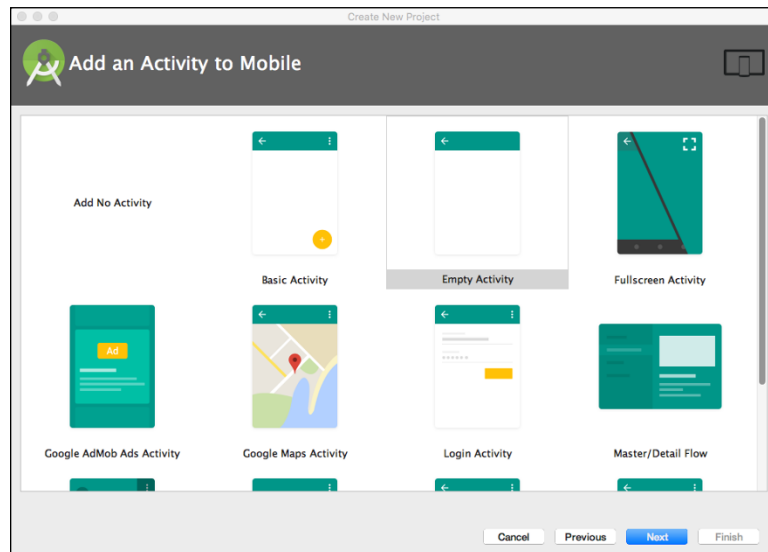 Create New Project
Add an Activity to Mobile
Add No Activity
Basic Activity
Empty Activity
Fullscreen Activity
Ad
Google AdMob Ads Activity
Google Maps Activity
Login Activity
Master/Detail Flow
Cancel
Previous
Next
Finish